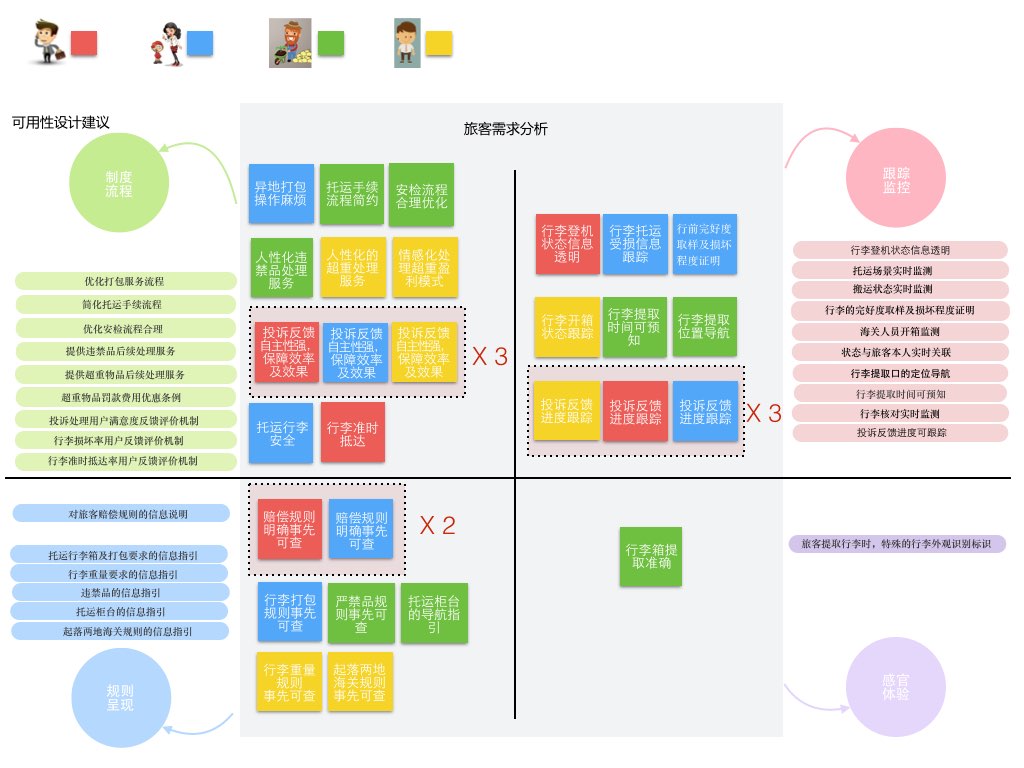 可用性设计建议
旅客需求分析
制度
流程
优化打包服务流程
简化托运手续流程
优化安检流程合理
提供违禁品后续处理服务
提供超重物品后续处理服务
超重物品罚款费用优惠条例
投诉处理用户满意度反馈评价机制
行李损坏率用户反馈评价机制
行李准时抵达率用户反馈评价机制
异地打包
操作麻烦
托运手续
流程简约
安检流程
合理优化
人性化违
禁品处理
服务
人性化的
超重处理
服务
情感化处
理超重盈
利模式
投诉反馈
自主性强，
保障效率
及效果
投诉反馈
自主性强，
保障效率
及效果
投诉反馈
自主性强，
保障效率
及效果
X 3
托运行李
安全
行李准时
抵达
行李登机
状态信息
透明
行李托运
受损信息
跟踪
行前完好度
取样及损坏
程度证明
行李开箱
状态跟踪
行李提取
时间可预
知
行李提取
位置导航
投诉反馈
进度跟踪
投诉反馈
进度跟踪
投诉反馈
进度跟踪
X 3
跟踪
监控
行李登机状态信息透明
托运场景实时监测
搬运状态实时监测
行李的完好度取样及损坏程度证明
海关人员开箱监测
状态与旅客本人实时关联
行李提取口的定位导航
行李提取时间可预知
行李核对实时监测
投诉反馈进度可跟踪
对旅客赔偿规则的信息说明
托运行李箱及打包要求的信息指引
行李重量要求的信息指引
违禁品的信息指引
托运柜台的信息指引
起落两地海关规则的信息指引
规则
呈现
赔偿规则
明确事先
可查
赔偿规则
明确事先
可查
X 2
行李打包
规则事先
可查
严禁品规
则事先可
查
托运柜台
的导航指
引
行李重量
规则
事先可查
起落两地
海关规则
事先可查
行李箱提
取准确
旅客提取行李时，特殊的行李外观识别标识
感官
体验